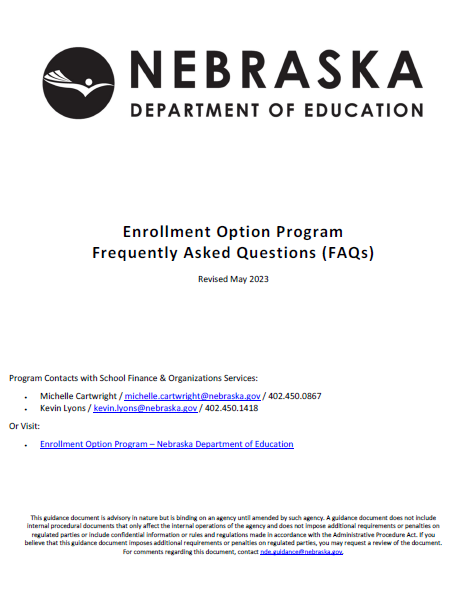 NEBRASKA
DEPARTMENT OF EDUCATION
Enrollment Option Program
Frequently Asked Questions (FAQs)
Revised May 2023
Program Contacts with School Finance & Organizations Services:
• Michelle Cartwright / michelle.cartwright@nebraska.gov / 402.450.0867
• Kevin Lyons / kevin.lyons@nebraska.gov / 402.450.1418
Or Visit:
• Enrollment Option Program – Nebraska Department of Education
This guidance document is advisory in nature but is binding on an agency until amended by such agency. A guidance document does not include
internal procedural documents that only affect the internal operations of the agency and does not impose additional requirements or penalties on
regulated parties or include confidential information or rules and regulations made in accordance with the Administrative Procedure Act. If you
believe that this guidance document imposes additional requirements or penalties on regulated parties, you may request a review of the document.
For comments regarding this document, contact nde.guidance@nebraska.gov.